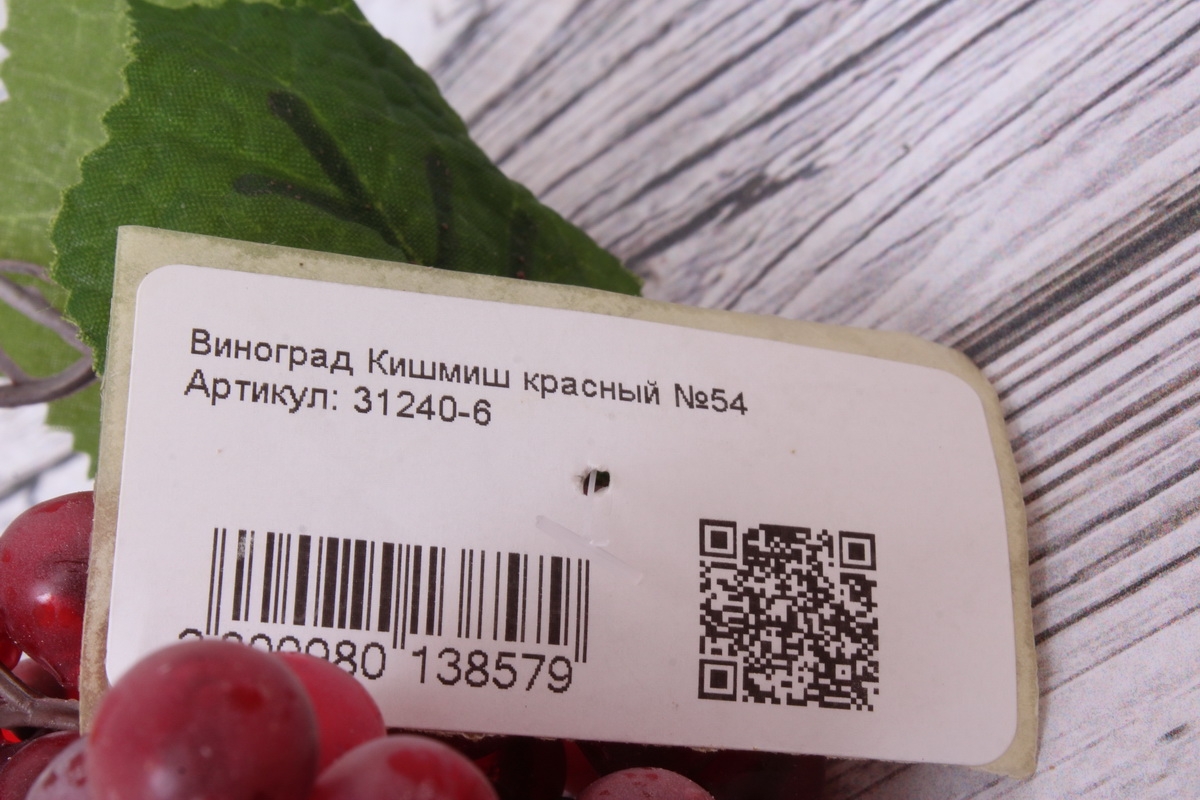 Виноград Кишмиш красный №54
Артикул: 31240-6
138579